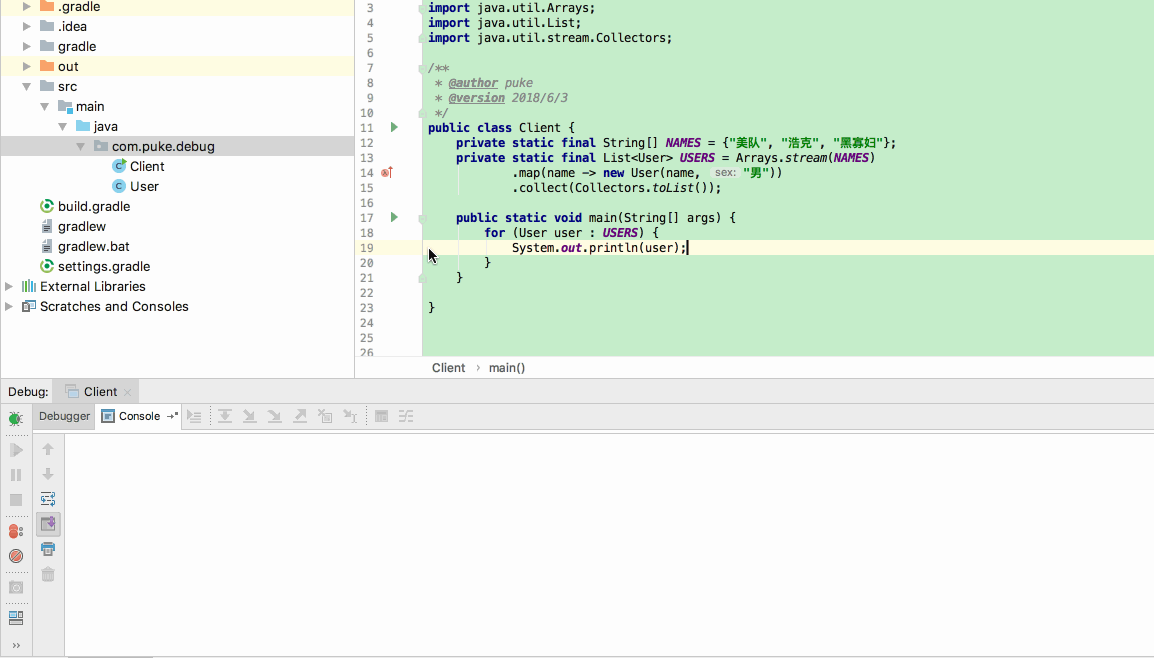 .gradle
.idea
gradle
out
src
main
java
com.puke.debug
Client
User
build.gradle
gradlew
gradlew.bat
settings.gradle
External Libraries
Scratches and Consoles
3 import java.util.Arrays;
4 import java.util.List;
5 import java.util.stream.Collectors;
6
7 /**
8 * @author puke
9 * @version 2018/6/3
10 */
11 public class Client {
12 private static final String[] NAMES = {"美队", "浩克", "黑寡妇"};
13 private static final List<User> USERS = Arrays.stream(NAMES)
14 .map(name -> new User(name, sex: "男"))
15 .collect(Collectors.toList());
16
17 public static void main(String[] args) {
18 for (User user : USERS) {
19 System.out.println(user);
20 }
21 }
22
23 }
24
25
26
Client › main()
Debug: Client
Debugger Console